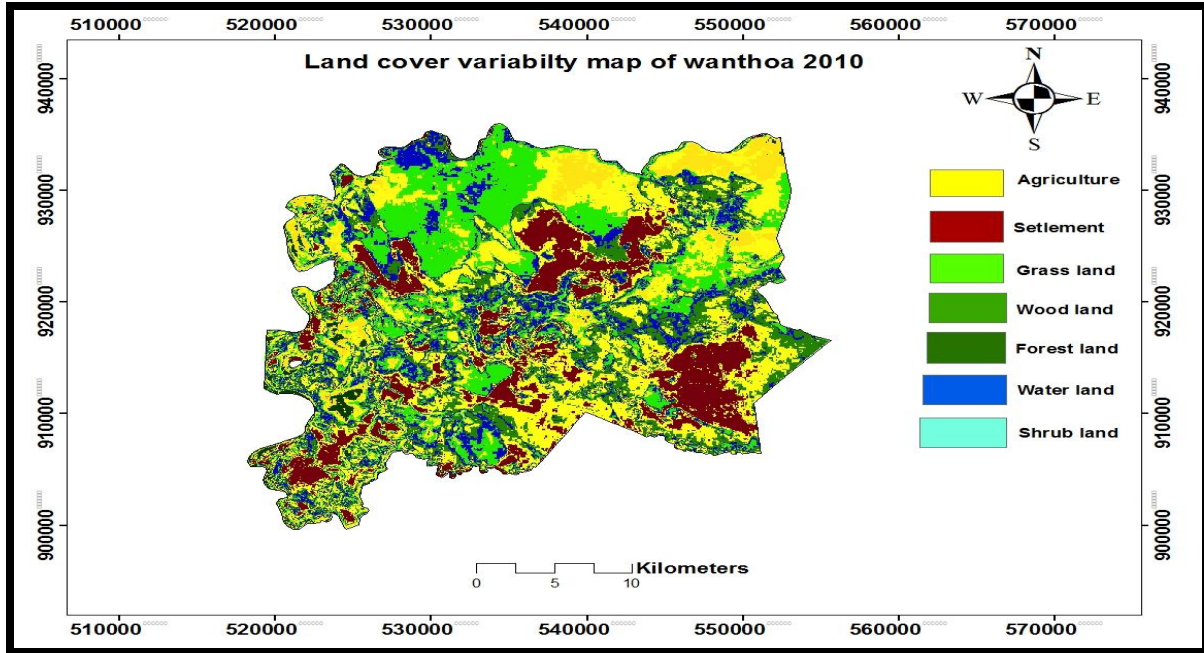 510000 520000 530000 540000 550000 560000 570000
Land cover variabilty map of wanthoa 2010
N
W E
S
940000 940000
930000 930000
920000 920000
910000 910000
900000 900000
Agriculture
Setlement
Grass land
Wood land
Forest land
Water land
Shrub land
Kilometers
0 5 10
510000 520000 530000 540000 550000 560000 570000